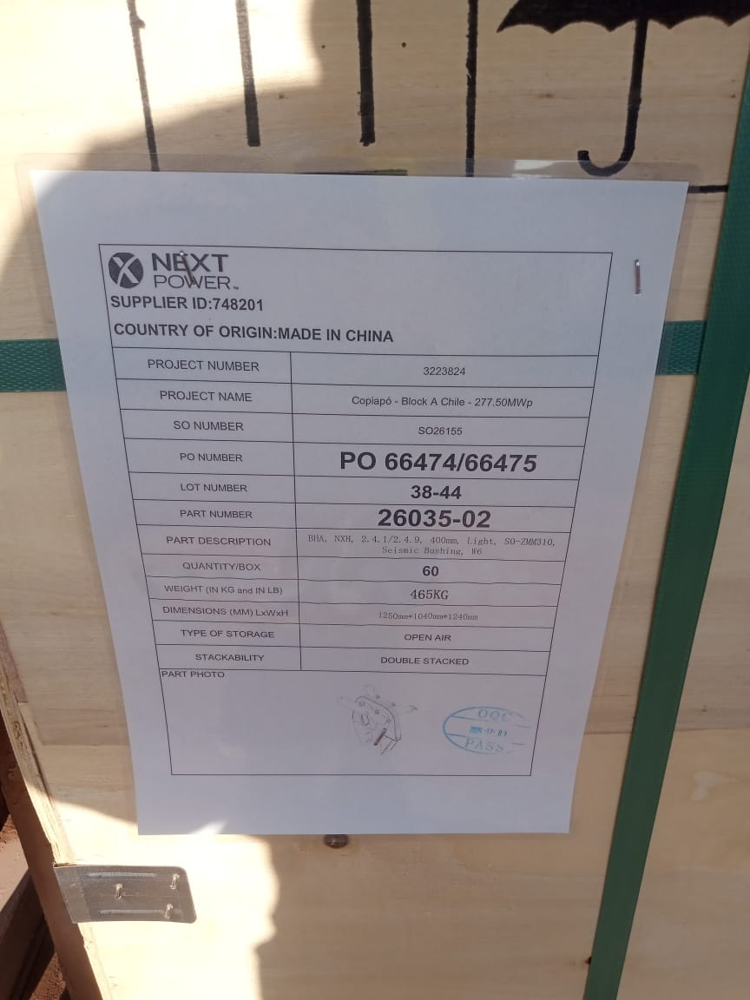 NEXT
POWER™
SUPPLIER ID:748201
COUNTRY OF ORIGIN:MADE IN CHINA
PROJECT NUMBER 3223824
PROJECT NAME Copiapó - Block A Chile - 277.50MWp
SO NUMBER SO26155
PO NUMBER PO 66474/66475
LOT NUMBER 38-44
PART NUMBER 26035-02
PART DESCRIPTION BHA, NXH, 2.4.1/2.4.9, 400mm, Light, SO-ZMM310,
Seismic Bushing, W6
QUANTITY/BOX 60
WEIGHT (IN KG and IN LB) 465KG
DIMENSIONS (MM) LxWxH 1250mm*1040mm*1240mm
TYPE OF STORAGE OPEN AIR
STACKABILITY DOUBLE STACKED
PART PHOTO
OQC
PASS